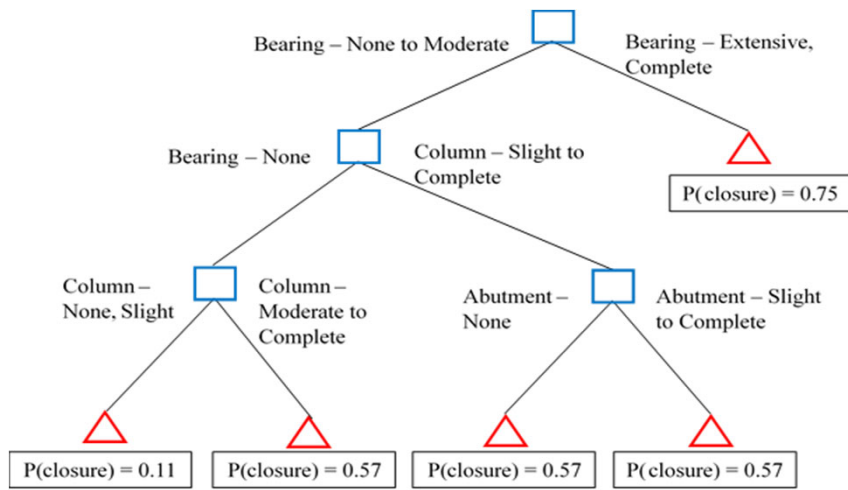 Bearing – None to Moderate
Bearing – Extensive,
Complete
Bearing – None
Column – Slight to
Complete
P(closure) = 0.75
Column –
None, Slight
Column –
Moderate to
Complete
Abutment –
None
Abutment – Slight
to Complete
P(closure) = 0.11
P(closure) = 0.57
P(closure) = 0.57
P(closure) = 0.57